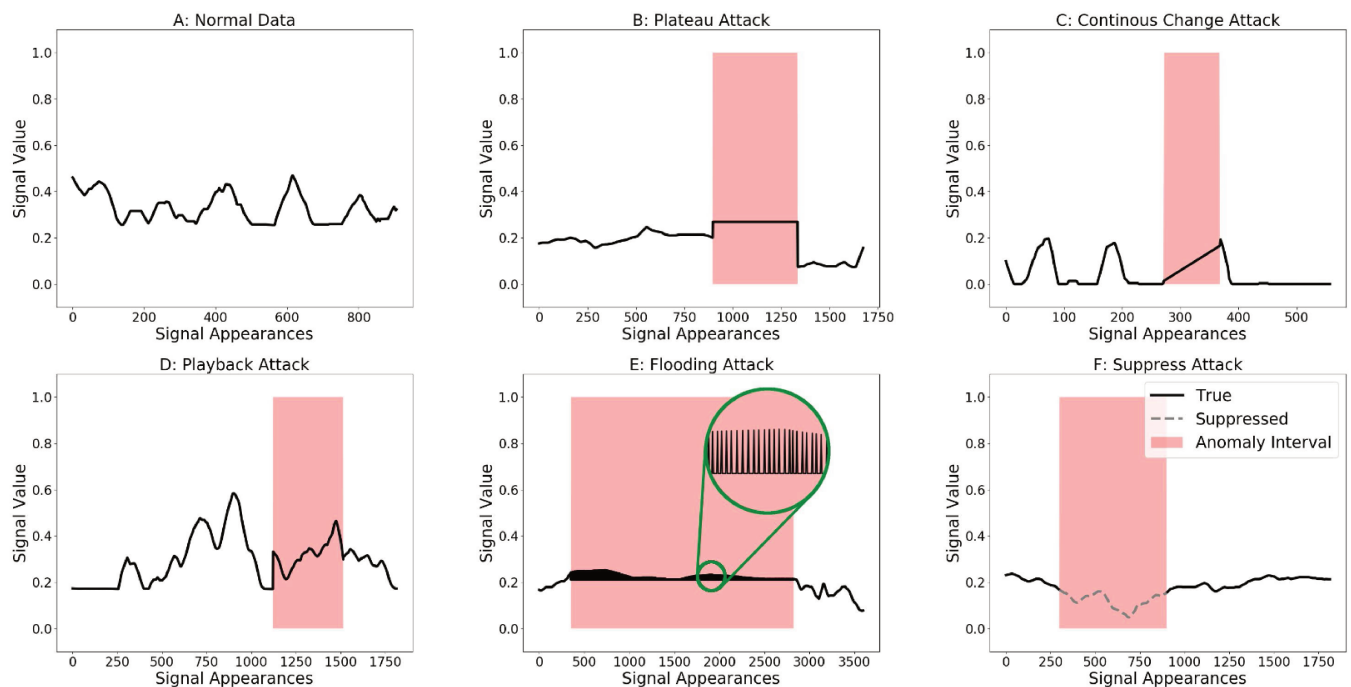 A: Normal Data
1.0
0.8
0.6
0.4
0.2
0.0
Signal Value
0 200 400 600 800
Signal Appearances
B: Plateau Attack
1.0
0.8
0.6
0.4
0.2
0.0
Signal Value
0 250 500 750 1000 1250 1500 1750
Signal Appearances
C: Continous Change Attack
1.0
0.8
0.6
0.4
0.2
0.0
Signal Value
0 100 200 300 400 500
Signal Appearances
D: Playback Attack
1.0
0.8
0.6
0.4
0.2
0.0
Signal Value
0 250 500 750 1000 1250 1500 1750
Signal Appearances
E: Flooding Attack
1.0
0.8
0.6
0.4
0.2
0.0
Signal Value
0 500 1000 1500 2000 2500 3000 3500
Signal Appearances
F: Suppress Attack
True
Suppressed
Anomaly Interval
1.0
0.8
0.6
0.4
0.2
0.0
Signal Value
0 250 500 750 1000 1250 1500 1750
Signal Appearances